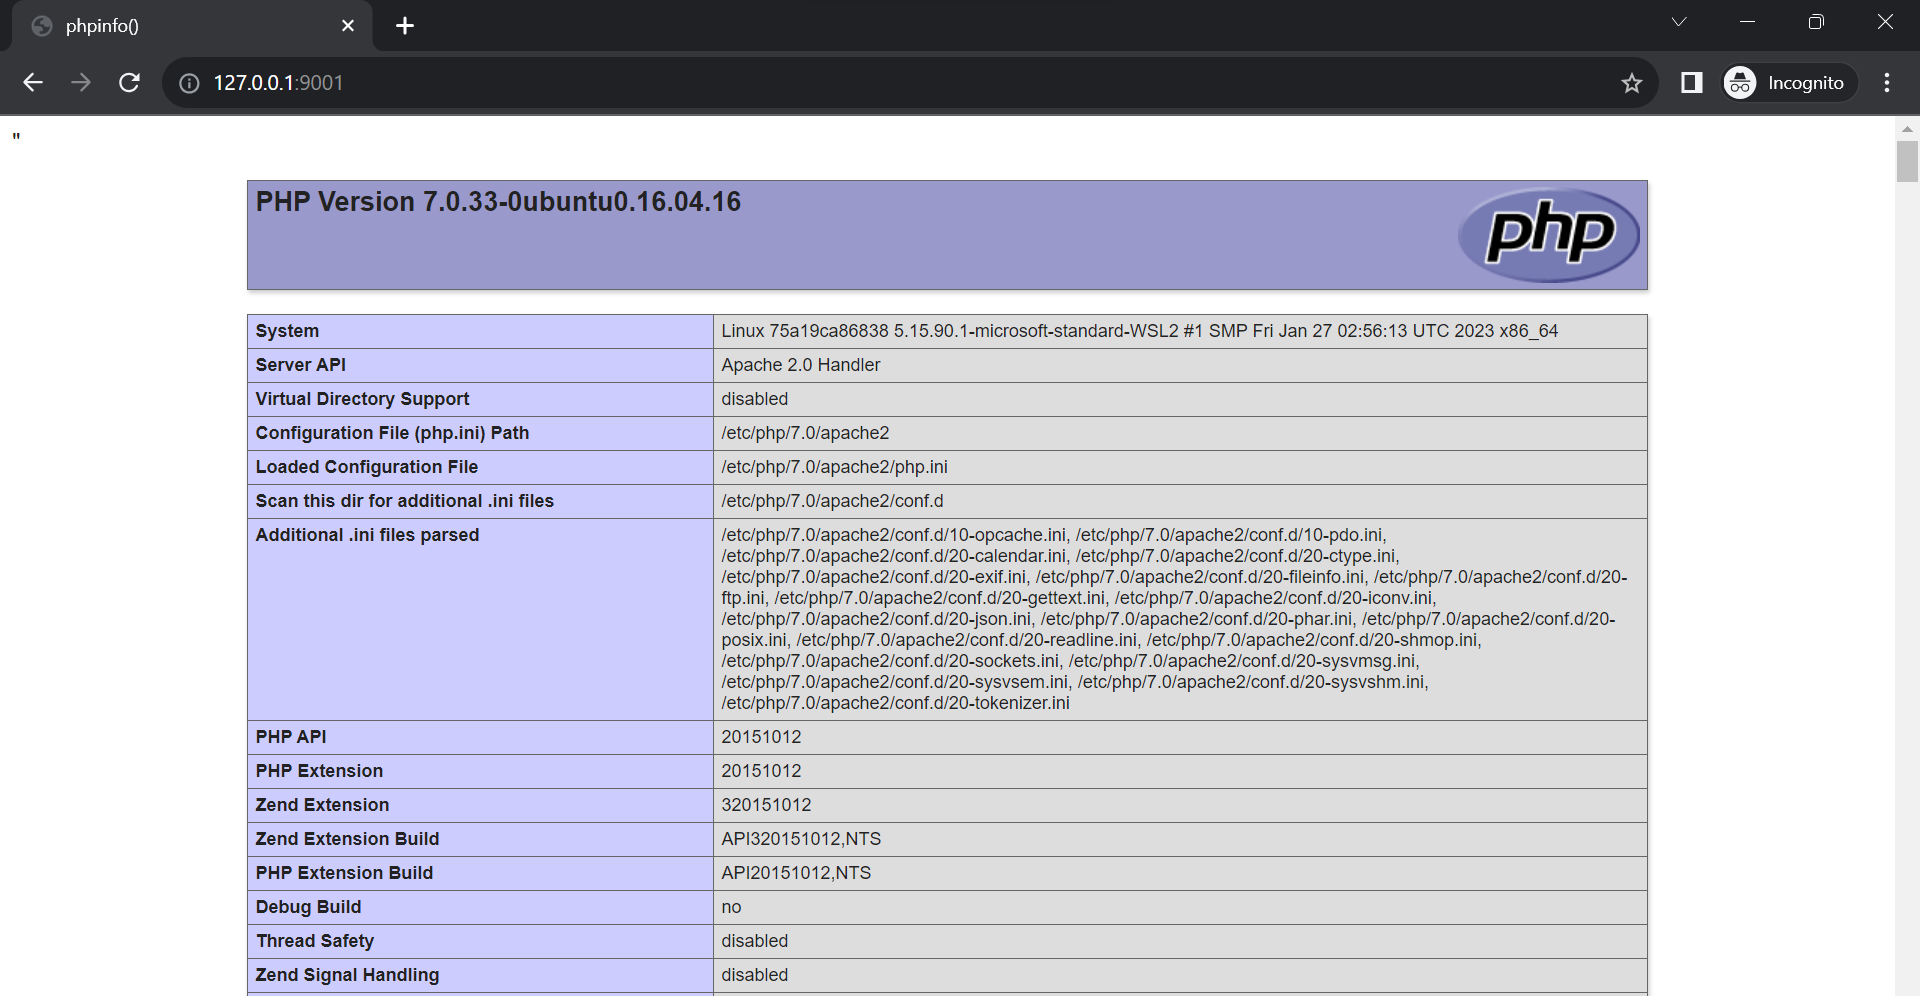 phpinfo()
127.0.0.1:9001
Incognito
"
PHP Version 7.0.33-0ubuntu0.16.04.16
php
System Linux 75a19ca86838 5.15.90.1-microsoft-standard-WSL2 #1 SMP Fri Jan 27 02:56:13 UTC 2023 x86_64
Server API Apache 2.0 Handler
Virtual Directory Support disabled
Configuration File (php.ini) Path /etc/php/7.0/apache2
Loaded Configuration File /etc/php/7.0/apache2/php.ini
Scan this dir for additional .ini files /etc/php/7.0/apache2/conf.d
Additional .ini files parsed /etc/php/7.0/apache2/conf.d/10-opcache.ini, /etc/php/7.0/apache2/conf.d/10-pdo.ini,
/etc/php/7.0/apache2/conf.d/20-calendar.ini, /etc/php/7.0/apache2/conf.d/20-ctype.ini,
/etc/php/7.0/apache2/conf.d/20-exif.ini, /etc/php/7.0/apache2/conf.d/20-fileinfo.ini, /etc/php/7.0/apache2/conf.d/20-
ftp.ini, /etc/php/7.0/apache2/conf.d/20-gettext.ini, /etc/php/7.0/apache2/conf.d/20-iconv.ini,
/etc/php/7.0/apache2/conf.d/20-json.ini, /etc/php/7.0/apache2/conf.d/20-phar.ini, /etc/php/7.0/apache2/conf.d/20-
posix.ini, /etc/php/7.0/apache2/conf.d/20-readline.ini, /etc/php/7.0/apache2/conf.d/20-shmop.ini,
/etc/php/7.0/apache2/conf.d/20-sockets.ini, /etc/php/7.0/apache2/conf.d/20-sysvmsg.ini,
/etc/php/7.0/apache2/conf.d/20-sysvsem.ini, /etc/php/7.0/apache2/conf.d/20-sysvshm.ini,
/etc/php/7.0/apache2/conf.d/20-tokenizer.ini
PHP API 20151012
PHP Extension 20151012
Zend Extension 320151012
Zend Extension Build API320151012,NTS
PHP Extension Build API20151012,NTS
Debug Build no
Thread Safety disabled
Zend Signal Handling disabled